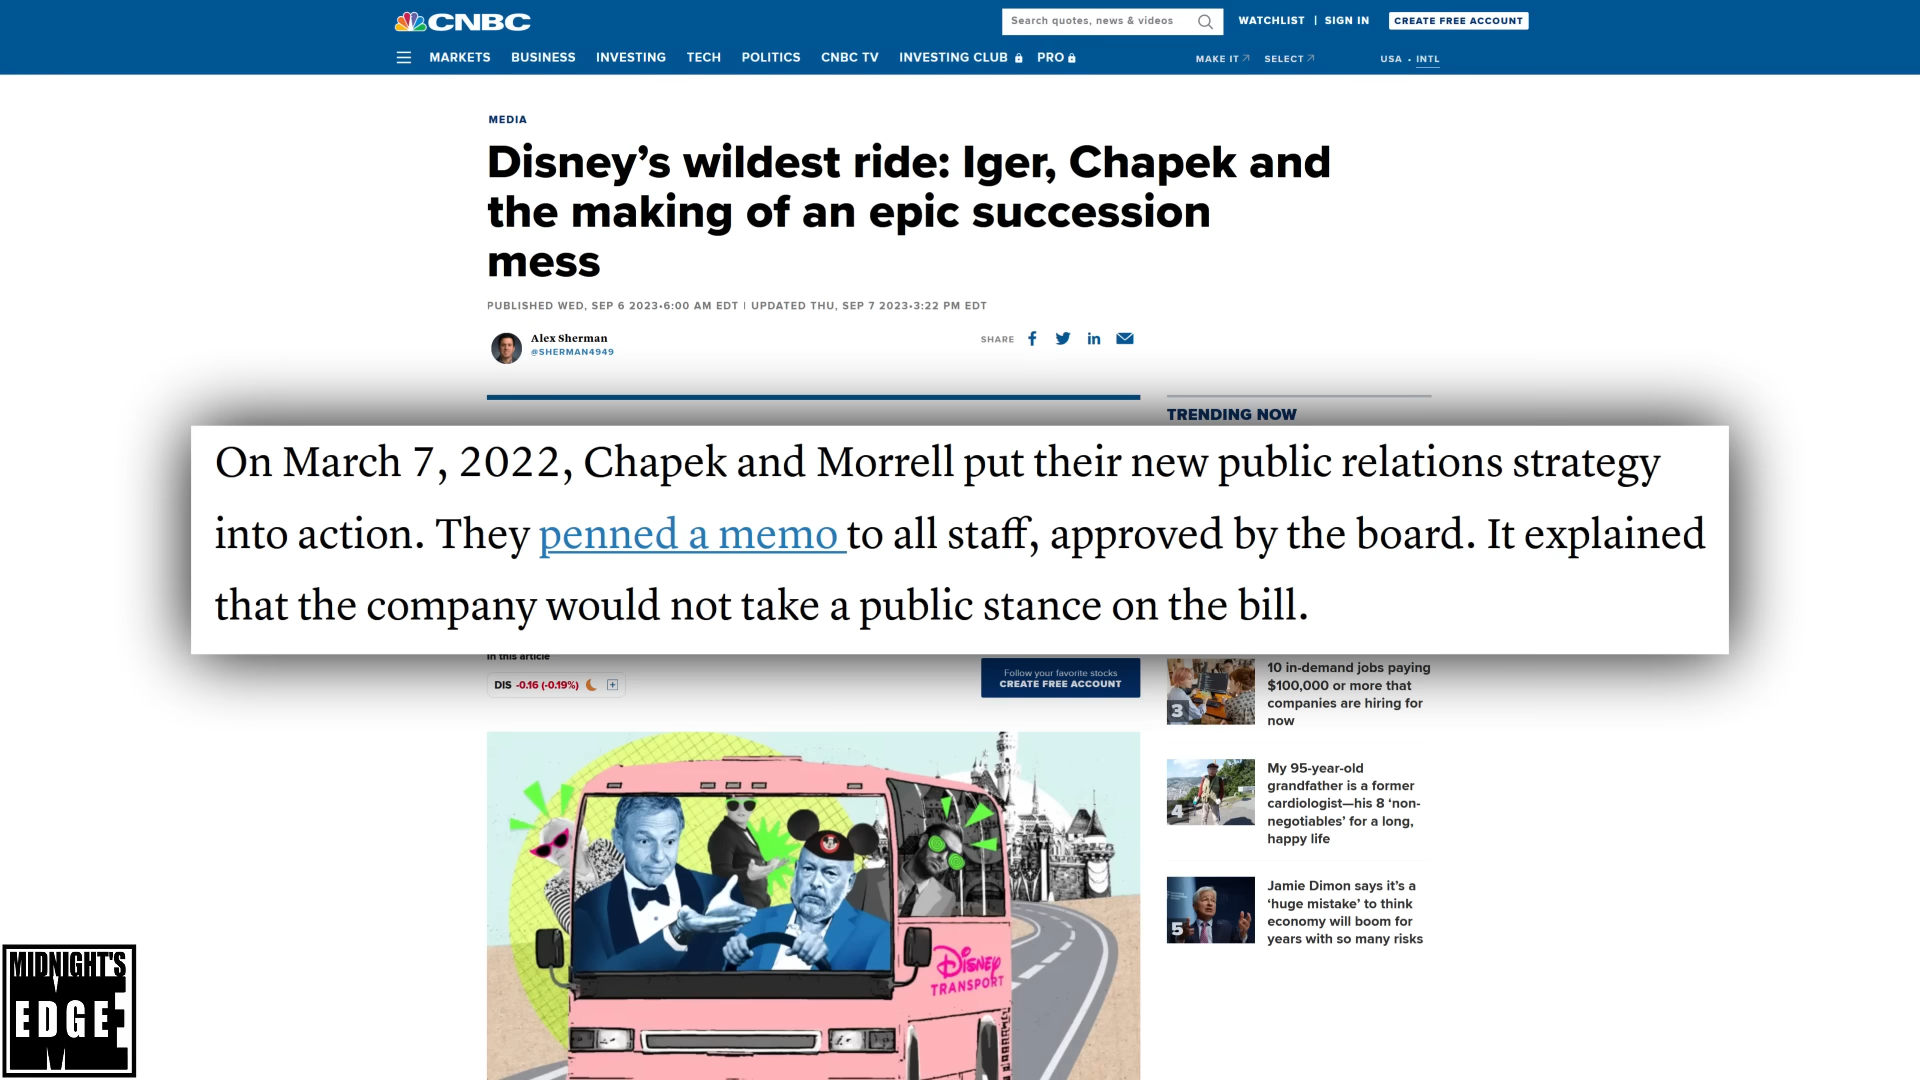 CNBC
Search quotes, news & videos
WATCHLIST | SIGN IN
CREATE FREE ACCOUNT
MARKETS BUSINESS INVESTING TECH POLITICS CNBC TV INVESTING CLUB PRO
MAKE IT SELECT
USA • INTL
MEDIA
Disney’s wildest ride: Iger, Chapek and
the making of an epic succession
mess
PUBLISHED WED, SEP 6 2023•6:00 AM EDT | UPDATED THU, SEP 7 2023•3:22 PM EDT
Alex Sherman
@SHERMAN4949
SHARE
TRENDING NOW
On March 7, 2022, Chapek and Morrell put their new public relations strategy
into action. They penned a memo to all staff, approved by the board. It explained
that the company would not take a public stance on the bill.
In this article
DIS -0.16 (-0.19%)
Follow your favorite stocks
CREATE FREE ACCOUNT
3
10 in-demand jobs paying
$100,000 or more that
companies are hiring for
now
4
My 95-year-old
grandfather is a former
cardiologist—his 8 ‘non-
negotiables’ for a long,
happy life
5
Jamie Dimon says it’s a
‘huge mistake’ to think
economy will boom for
years with so many risks
Disney
TRANSPORT
MIDNIGHT'S
EDGE